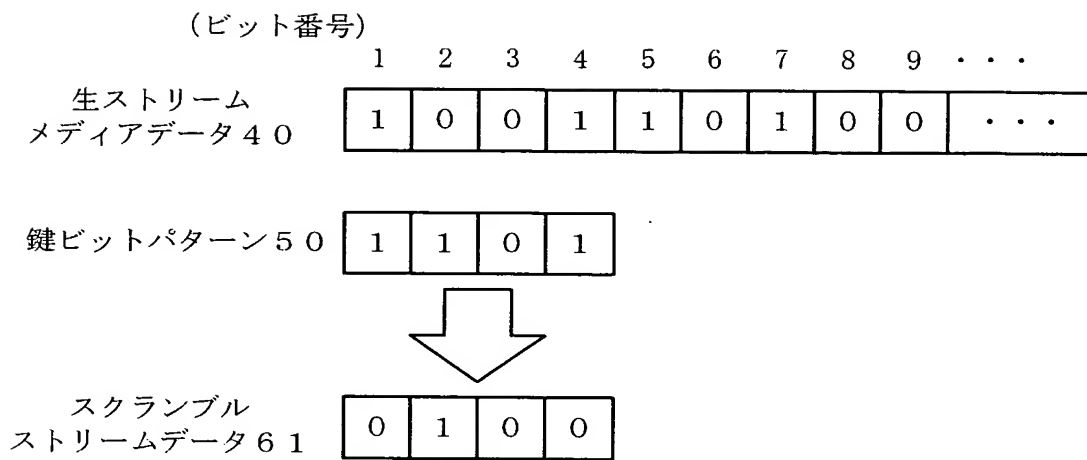 (ビット番号)
1 2 3 4 5 6 7 8 9 ・・・
生ストリーム
メディアデータ40
1 0 0 1 1 0 1 0 0 ・・・
鍵ビットパターン50
1 1 0 1
スクランブル
ストリームデータ61
0 1 0 0